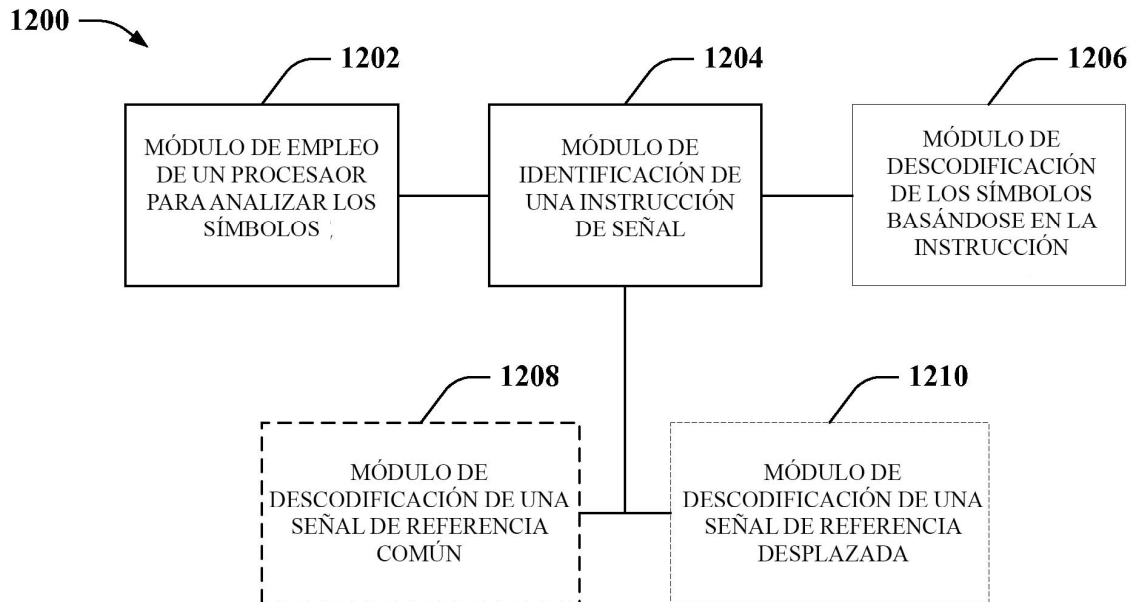 1200
1202
1204
1206
MÓDULO DE EMPLEO
DE UN PROCESAOR
PARA ANALIZAR LOS
SÍMBOLOS ;
MÓDULO DE
IDENTIFICACIÓN DE
UNA INSTRUCCIÓN
DE SEÑAL
MÓDULO DE
DESCODIFICACIÓN
DE LOS SÍMBOLOS
BASÁNDOSE EN LA
INSTRUCCIÓN
1208
1210
MÓDULO DE
DESCODIFICACIÓN DE UNA
SEÑAL DE REFERENCIA
COMÚN
MÓDULO DE
DESCODIFICACIÓN DE UNA
SEÑAL DE REFERENCIA
DESPLAZADA